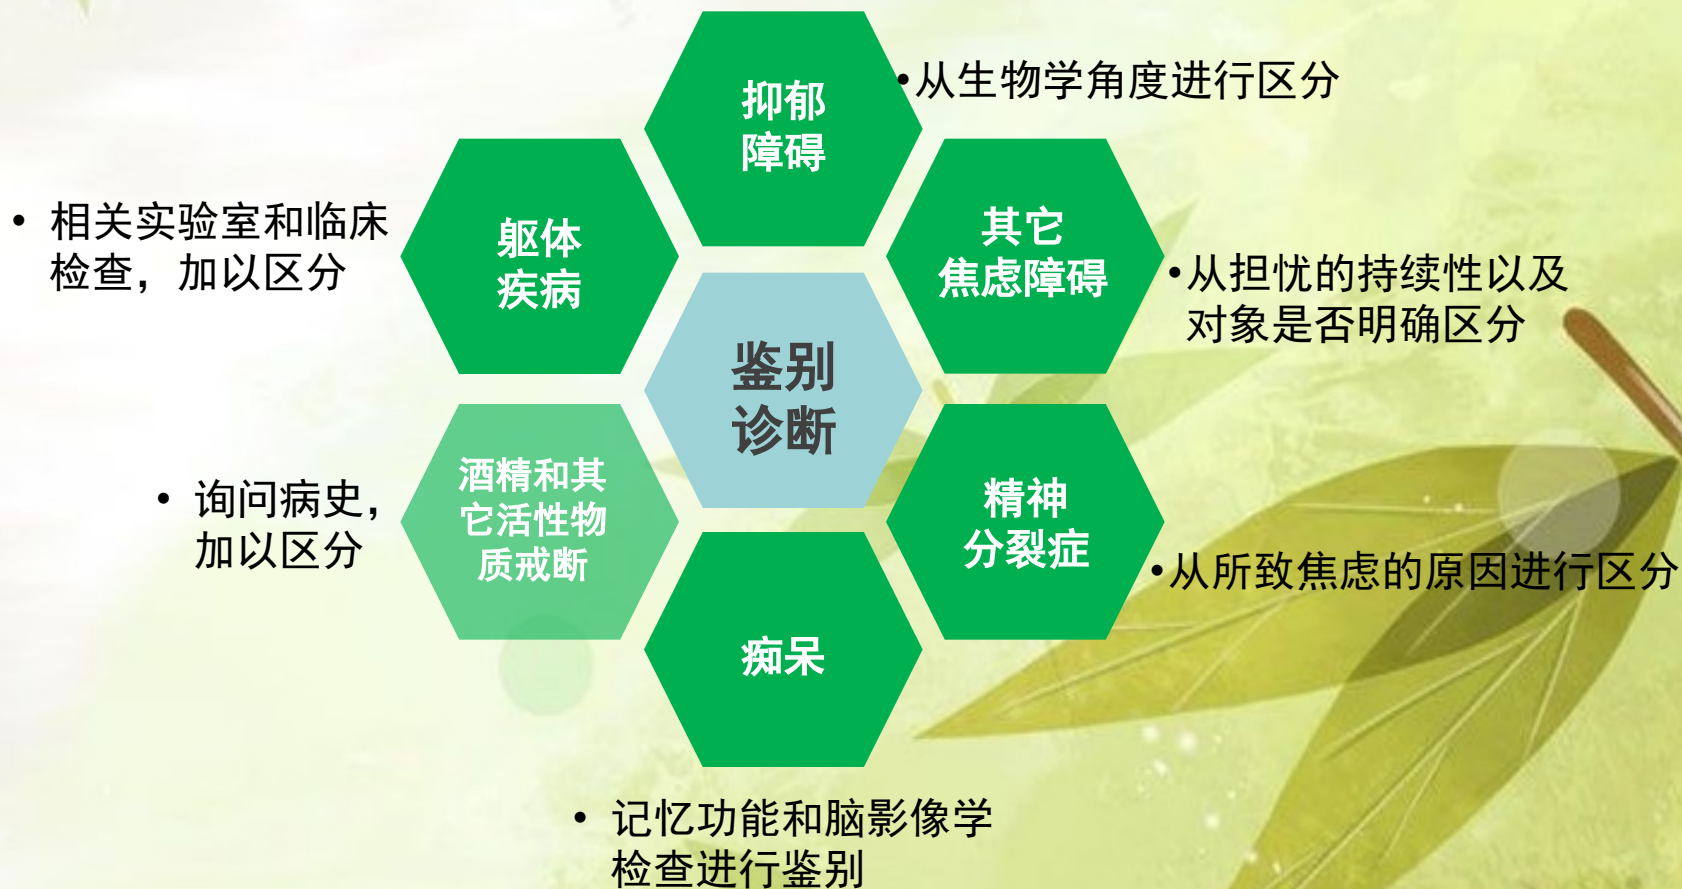 抑郁
障碍
•从生物学角度进行区分
躯体
疾病
• 相关实验室和临床
检查，加以区分
其它
焦虑障碍
•从担忧的持续性以及
对象是否明确区分
鉴别
诊断
酒精和其
它活性物
质戒断
• 询问病史，
加以区分
精神
分裂症
•从所致焦虑的原因进行区分
痴呆
• 记忆功能和脑影像学
检查进行鉴别